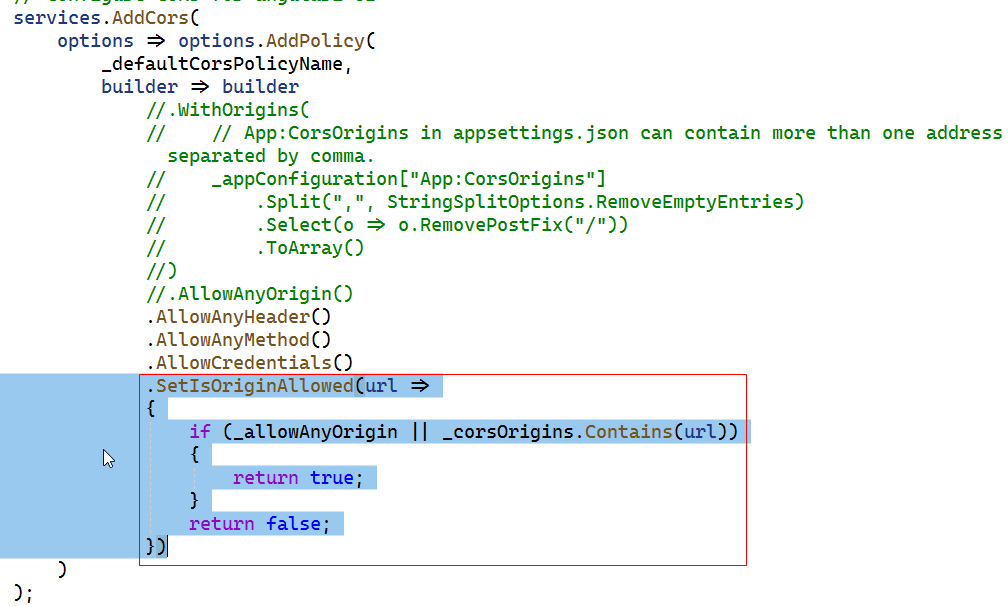 services.AddCors(
    options => options.AddPolicy(
        _defaultCorsPolicyName,
        builder => builder
            //.WithOrigins(
            //    // App:CorsOrigins in appsettings.json can contain more than one address
              separated by comma.
            //    _appConfiguration["App:CorsOrigins"]
            //        .Split(",", StringSplitOptions.RemoveEmptyEntries)
            //        .Select(o => o.RemovePostFix("/"))
            //        .ToArray()
            //)
            //.AllowAnyOrigin()
            .AllowAnyHeader()
            .AllowAnyMethod()
            .AllowCredentials()
            .SetIsOriginAllowed(url =>
            {
                if (_allowAnyOrigin || _corsOrigins.Contains(url))
                {
                    return true;
                }
                return false;
            })
    )
);